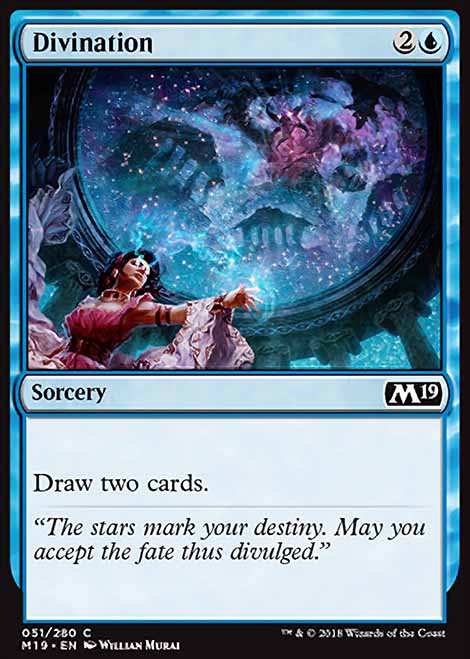 Divination 2
Sorcery M19
Draw two cards.
“The stars mark your destiny. May you
accept the fate thus divulged.”
051/280 C
M19 • EN Willian Murai ™ & © 2018 Wizards of the Coast